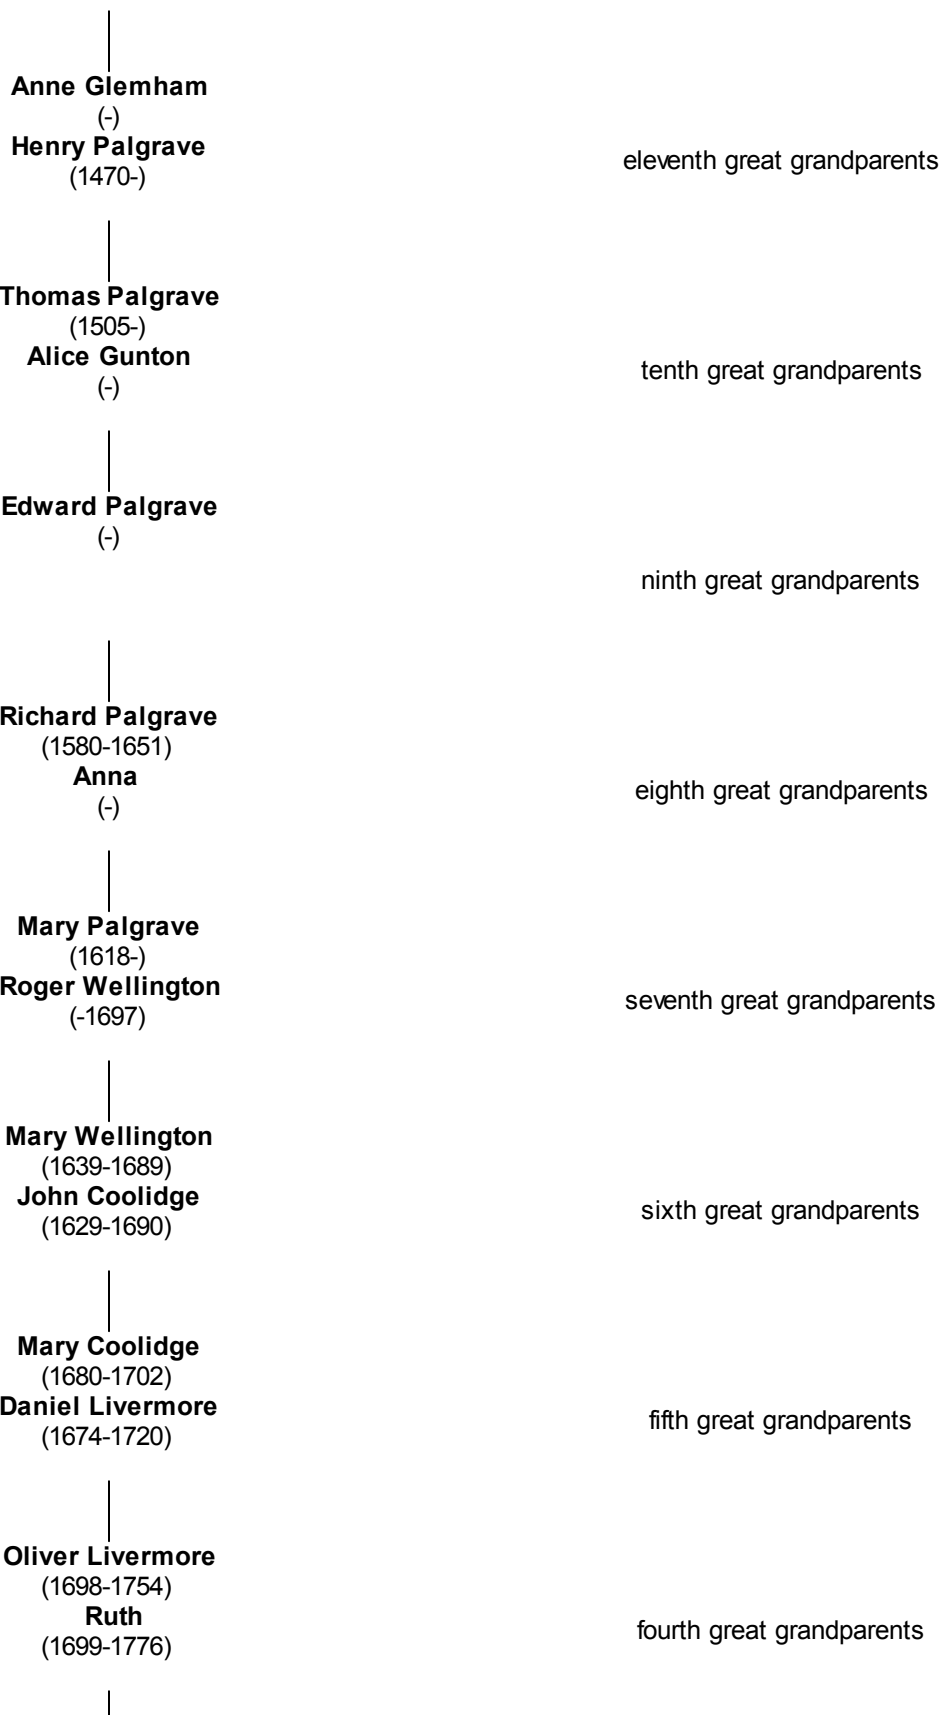 Anne Glemham
(-)
Henry Palgrave
(1470-)
eleventh great grandparents
Thomas Palgrave
(1505-)
Alice Gunton
(-)
tenth great grandparents
Edward Palgrave
(-)
ninth great grandparents
Richard Palgrave
(1580-1651)
Anna
(-)
eighth great grandparents
Mary Palgrave
(1618-)
Roger Wellington
(-1697)
seventh great grandparents
Mary Wellington
(1639-1689)
John Coolidge
(1629-1690)
sixth great grandparents
Mary Coolidge
(1680-1702)
Daniel Livermore
(1674-1720)
fifth great grandparents
Oliver Livermore
(1698-1754)
Ruth
(1699-1776)
fourth great grandparents